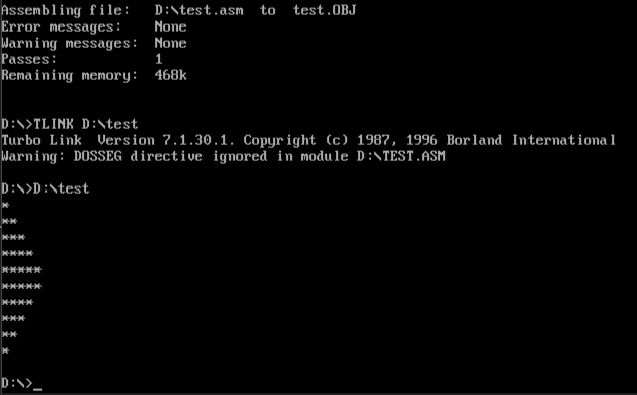 Assembling file:   D:\test.asm  to  test.OBJ
Error messages:    None
Warning messages:  None
Passes:            1
Remaining memory:  468k
D:\>TLINK D:\test
Turbo Link  Version 7.1.30.1. Copyright (c) 1987, 1996 Borland International
Warning: DOSSEG directive ignored in module D:\TEST.ASM
D:\>D:\test
*
**
***
****
*****
*****
****
***
**
*
D:\>_